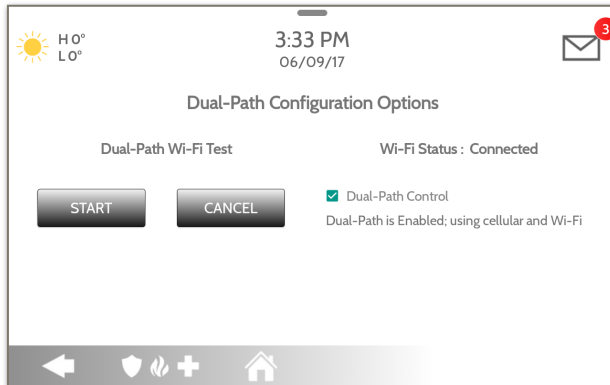 H 0°
L 0°
3:33 PM
06/09/17
3
Dual-Path Configuration Options
Dual-Path Wi-Fi Test
Wi-Fi Status : Connected
START
CANCEL
Dual-Path Control
Dual-Path is Enabled; using cellular and Wi-Fi